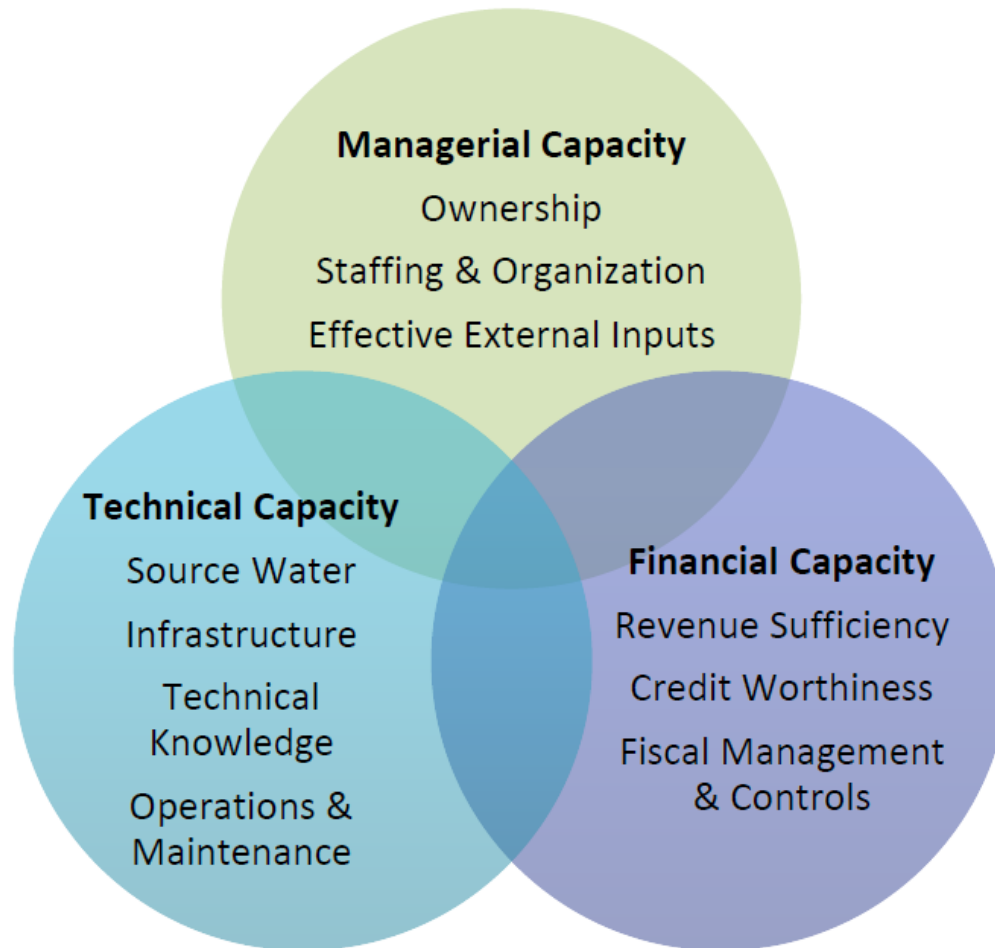 Managerial Capacity
Ownership
Staffing & Organization
Effective External Inputs
Technical Capacity
Source Water
Infrastructure
Technical
Knowledge
Operations &
Maintenance
Financial Capacity
Revenue Sufficiency
Credit Worthiness
Fiscal Management
& Controls